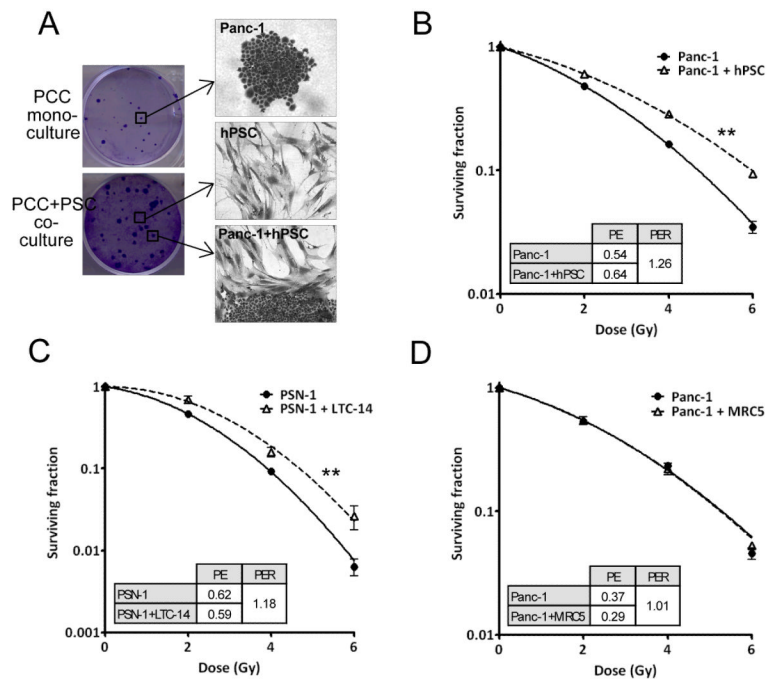 A
PCC
mono-
culture
PCC+PSC
co-
culture
Panc-1
hPSC
Panc-1+hPSC
B
Surviving fraction
1
0.1
0.01
0
2
4
6
Dose (Gy)
Panc-1
Panc-1 + hPSC
**
PE
PER
Panc-1
0.54
1.26
Panc-1+hPSC
0.64
C
Surviving fraction
1
0.1
0.01
0.001
0
2
4
6
Dose (Gy)
PSN-1
PSN-1 + LTC-14
**
PE
PER
PSN-1
0.62
1.18
PSN-1+LTC-14
0.59
D
Surviving fraction
1
0.1
0.01
0
2
4
6
Dose (Gy)
Panc-1
Panc-1 + MRC5
PE
PER
Panc-1
0.37
1.01
Panc-1+MRC5
0.29